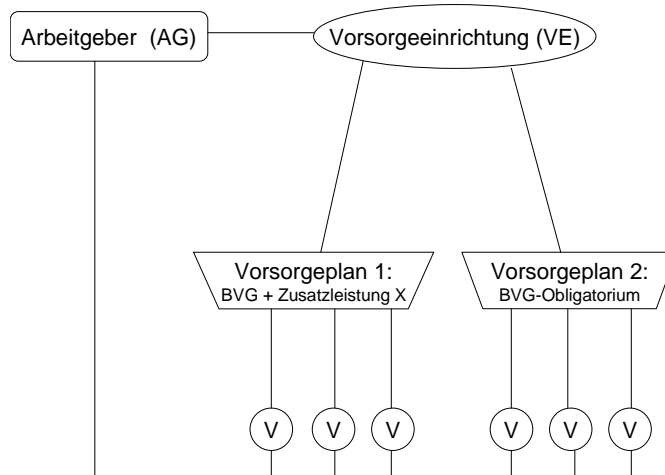 Arbeitgeber (AG)
Vorsorgeeinrichtung (VE)
Vorsorgeplan 1:
BVG + Zusatzleistung X
Vorsorgeplan 2:
BVG-Obligatorium
V V V V V V